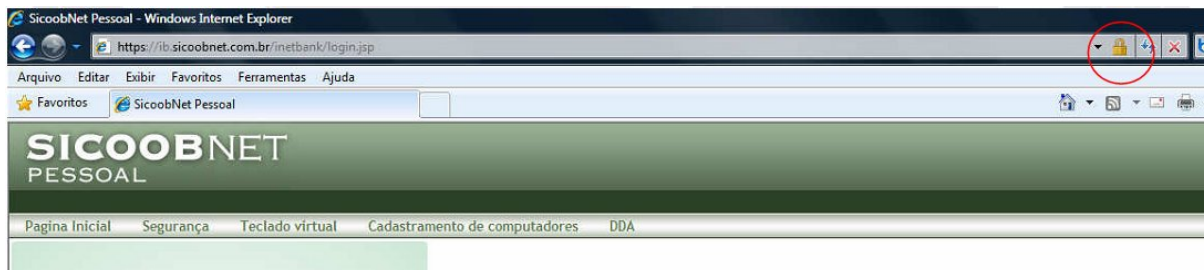 SicoobNet Pessoal - Windows Internet Explorer
https://ib.sicoobnet.com.br/inetbank/login.jsp
Arquivo Editar Exibir Favoritos Ferramentas Ajuda
Favoritos SicoobNet Pessoal
SICOOBNET
PESSOAL
Pagina Inicial Segurança Teclado virtual Cadastramento de computadores DDA